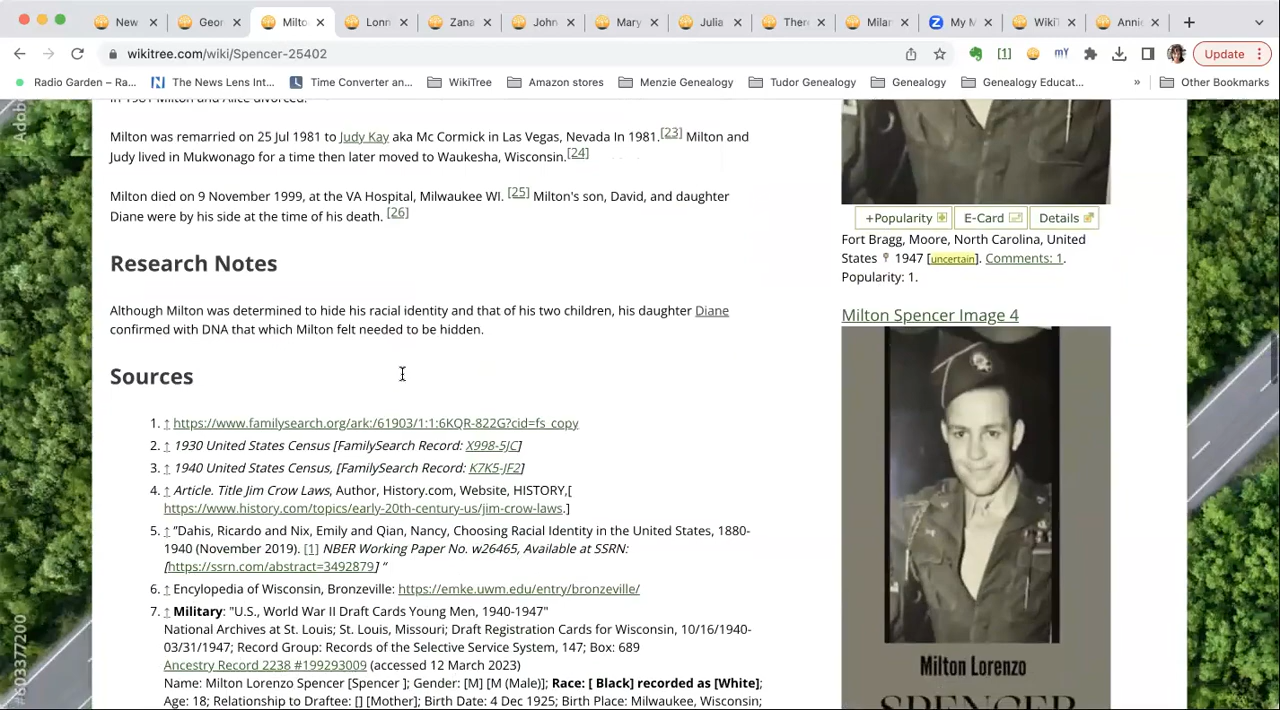 New
Geor
Milto
Lonn
Zana
John
Mary
Julia
Ther
Milan
My M
WikiT
Annie
wikitree.com/wiki/Spencer-25402
[1]
mY
Update
Radio Garden – Ra...
The News Lens Int...
Time Converter an...
WikiTree
Amazon stores
Menzie Genealogy
Tudor Genealogy
Genealogy
Genealogy Educat...
»
Other Bookmarks
In 1981 Milton and Alice divorced.
Milton was remarried on 25 Jul 1981 to Judy Kay aka Mc Cormick in Las Vegas, Nevada In 1981.[23] Milton and
Judy lived in Mukwonago for a time then later moved to Waukesha, Wisconsin.[24]
Milton died on 9 November 1999, at the VA Hospital, Milwaukee WI. [25] Milton's son, David, and daughter
Diane were by his side at the time of his death. [26]
Research Notes
Although Milton was determined to hide his racial identity and that of his two children, his daughter Diane
confirmed with DNA that which Milton felt needed to be hidden.
Sources
1. ↑ https://www.familysearch.org/ark:/61903/1:1:6KQR-822G?cid=fs_copy
2. ↑ 1930 United States Census [FamilySearch Record: X998-5JC]
3. ↑ 1940 United States Census, [FamilySearch Record: K7K5-JF2]
4. ↑ Article. Title Jim Crow Laws, Author, History.com, Website, HISTORY,[
https://www.history.com/topics/early-20th-century-us/jim-crow-laws.]
5. ↑ "Dahis, Ricardo and Nix, Emily and Qian, Nancy, Choosing Racial Identity in the United States, 1880-
1940 (November 2019). [1] NBER Working Paper No. w26465, Available at SSRN:
[https://ssrn.com/abstract=3492879] “
6. ↑ Encyclopedia of Wisconsin, Bronzeville: https://emke.uwm.edu/entry/bronzeville/
7. ↑ Military: "U.S., World War II Draft Cards Young Men, 1940-1947"
National Archives at St. Louis; St. Louis, Missouri; Draft Registration Cards for Wisconsin, 10/16/1940-
03/31/1947; Record Group: Records of the Selective Service System, 147; Box: 689
Ancestry Record 2238 #199293009 (accessed 12 March 2023)
Name: Milton Lorenzo Spencer [Spencer ]; Gender: [M] [M (Male)]; Race: [ Black] recorded as [White];
Age: 18; Relationship to Draftee: [] [Mother]; Birth Date: 4 Dec 1925; Birth Place: Milwaukee, Wisconsin;
+Popularity
E-Card
Details
Fort Bragg, Moore, North Carolina, United
States 1947 [uncertain]. Comments: 1.
Popularity: 1.
Milton Spencer Image 4
Milton Lorenzo
SPENCER
Adob
#603377200